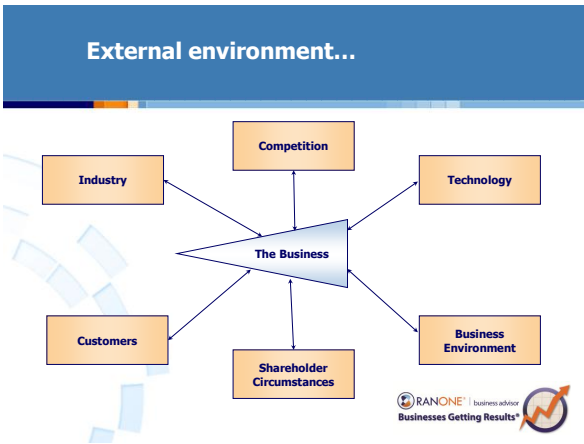 External environment...
Competition
Industry
Technology
The Business
Customers
Shareholder
Circumstances
Business
Environment
RANONE® | business advisor
Businesses Getting Results®